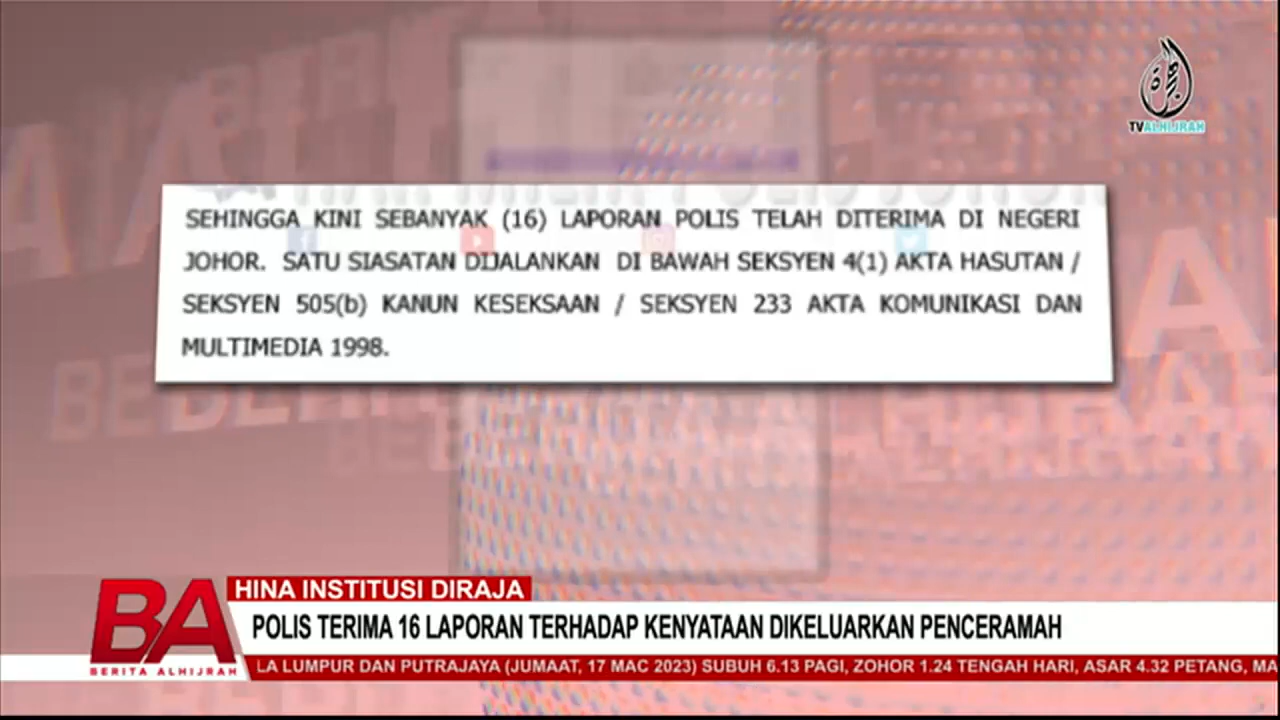 TVALHIJRAH
SEHINGGA KINI SEBANYAK (16) LAPORAN POLIS TELAH DITERIMA DI NEGERI
JOHOR. SATU SIASATAN DIJALANKAN DI BAWAH SEKSYEN 4(1) AKTA HASUTAN /
SEKSYEN 505(b) KANUN KESEKSAAN / SEKSYEN 233 AKTA KOMUNIKASI DAN
MULTIMEDIA 1998.
HINA INSTITUSI DIRAJA
BA
POLIS TERIMA 16 LAPORAN TERHADAP KENYATAAN DIKELUARKAN PENCERAMAH
BERITA ALHIJRAH
LA LUMPUR DAN PUTRAJAYA (JUMAAT, 17 MAC 2023) SUBUH 6.13 PAGI, ZOHOR 1.24 TENGAH HARI, ASAR 4.32 PETANG, MA